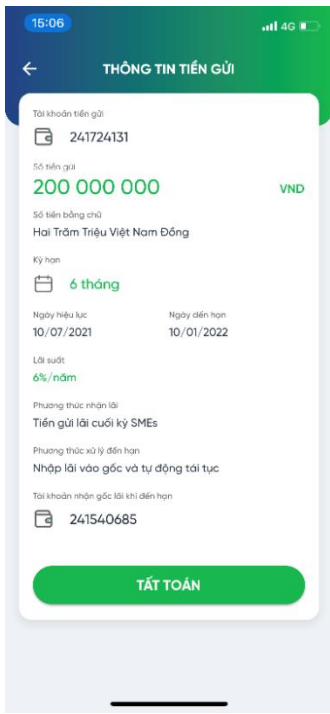 15:06
4G
THÔNG TIN TIỀN GỬI
Tài khoản tiền gửi
241724131
Số tiền gửi
200 000 000 VND
Số tiền bằng chữ
Hai Trăm Triệu Việt Nam Đồng
Kỳ hạn
6 tháng
Ngày hiệu lực Ngày đến hạn
10/07/2021 10/01/2022
Lãi suất
6%/năm
Phương thức nhận lãi
Tiền gửi lãi cuối kỳ SMEs
Phương thức xử lý đến hạn
Nhập lãi vào gốc và tự động tái tục
Tài khoản nhận gốc lãi khi đến hạn
241540685
TẤT TOÁN